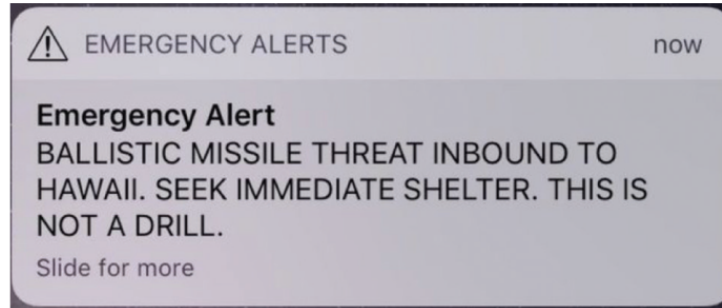 EMERGENCY ALERTS
now
Emergency Alert
BALLISTIC MISSILE THREAT INBOUND TO
HAWAII. SEEK IMMEDIATE SHELTER. THIS IS
NOT A DRILL.
Slide for more